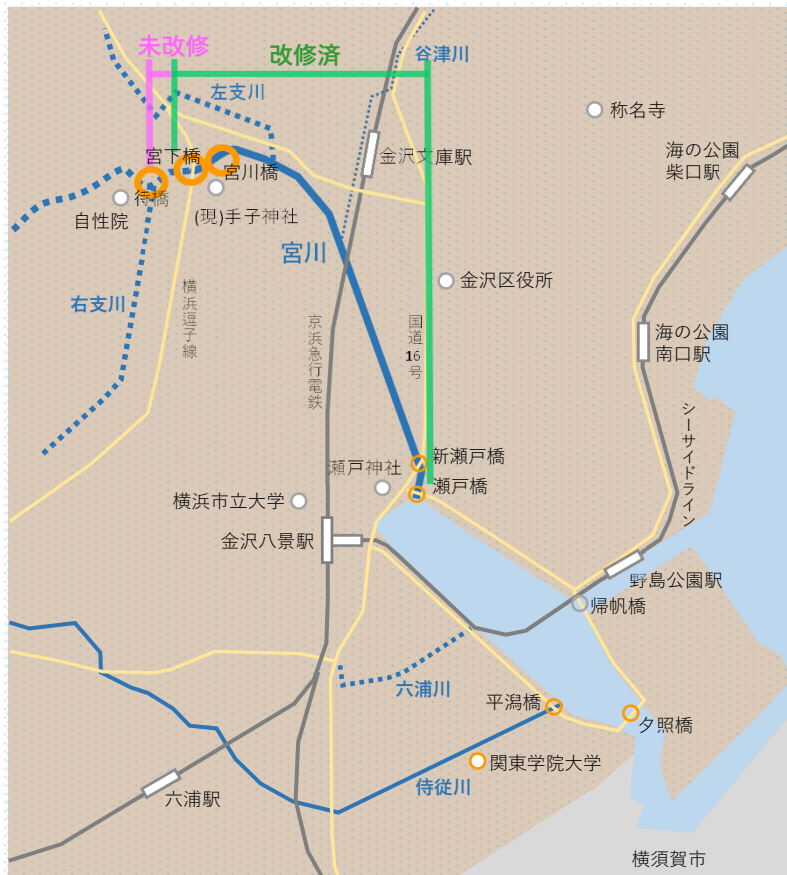 未改修
改修済
谷津川
左支川
称名寺
海の公園
柴口駅
宮下橋
宮川橋
金沢文庫駅
待橋
自性院
(現)手子神社
宮川
金沢区役所
右支川
横浜逗子線
京浜急行電鉄
国道16号
海の公園
南口駅
シーサイドライン
新瀬戸橋
瀬戸神社
瀬戸橋
横浜市立大学
金沢八景駅
野島公園駅
帰帆橋
六浦川
平潟橋
夕照橋
関東学院大学
侍従川
六浦駅
横須賀市